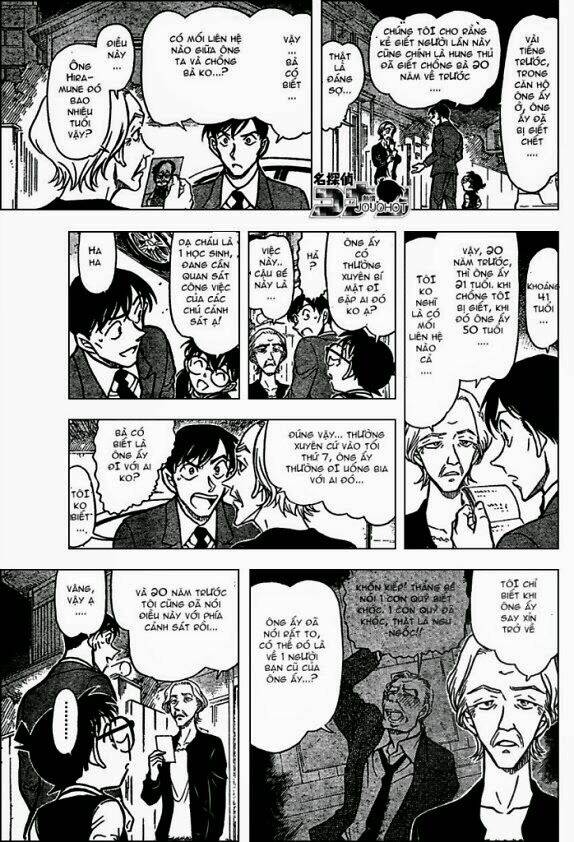 VÀI
TIẾNG
TRƯỚC,
TRONG
CĂN HỘ
ÔNG ẤY
Ở, ÔNG
ẤY ĐÃ
BỊ GIẾT
CHẾT
....
CHÚNG TÔI CHO RẰNG
KẺ GIẾT NGƯỜI LẦN NÀY
CŨNG CHÍNH LÀ HUNG THỦ
ĐÃ GIẾT CHỒNG BÀ 20
NĂM VỀ TRƯỚC
....
THẬT
LÀ
ĐÁNG
SỢ...
名探偵
JOUQHOT
VẬY
...
BÀ CÓ
BIẾT
...
CÓ MỐI LIÊN HỆ
NÀO GIỮA ÔNG
TA VÀ CHỒNG
BÀ KO...?
ĐIỀU
NÀY ...
ÔNG
HIRA-
MUNE ĐÓ
BAO
NHIÊU
TUỔI
VẬY?
KHOẢNG
41
TUỔI
....
VẬY, 20
NĂM TRƯỚC,
THÌ ÔNG ẤY
21 TUỔI. KHI
CHỒNG TÔI
BỊ GIẾT, KHI
ĐÓ ÔNG ẤY
50 TUỔI
....
TÔI
KO
NGHĨ
LÀ CÓ
MỐI
LIÊN HỆ
NÀO
CẢ
....
ÔNG ẤY
CÓ
THƯỜNG
XUYÊN
BÍ
MẬT ĐI
GẶP AI ĐÓ
KO Ạ?
HẢ
?
VIỆC
NÀY..
CẬU BÉ
NÀY LÀ
...
DẠ CHÁU LÀ
1 HỌC SINH,
ĐANG CẦN
QUAN SÁT
CÔNG VIỆC
CỦA CÁC
CHÚ CẢNH
SÁT Ạ!
HA
HA
ĐÚNG VẬY... THƯỜNG
XUYÊN CỨ VÀO TỐI
THỨ 7, ÔNG ẤY
THƯỜNG ĐI UỐNG BIA
VỚI AI ĐÓ...
BÀ CÓ
BIẾT LÀ
ÔNG ẤY
ĐI VỚI AI
KO?
TÔI
KO
BIẾT
...
TÔI CHỈ
BIẾT KHI
ÔNG ẤY
SAY XỈN
TRỞ VỀ
KHỐN KIẾP! THẰNG BÉ
NÓI 1 CON QUỶ BIẾT
KHÓC. 1 CON QUỶ ĐÃ
KHÓC, THẬT LÀ NGU
NGỐC!!
ÔNG ẤY ĐÃ
NÓI RẤT TO,
CÓ THỂ ĐÓ LÀ
VỀ 1 NGƯỜI
BẠN CŨ CỦA
ÔNG ẤY...?
VÀ 20 NĂM TRƯỚC
TÔI CŨNG ĐÃ NÓI
ĐIỀU NÀY VỚI PHÍA
CẢNH SÁT RỒI...
VÂNG,
VẬY Ạ
....
......